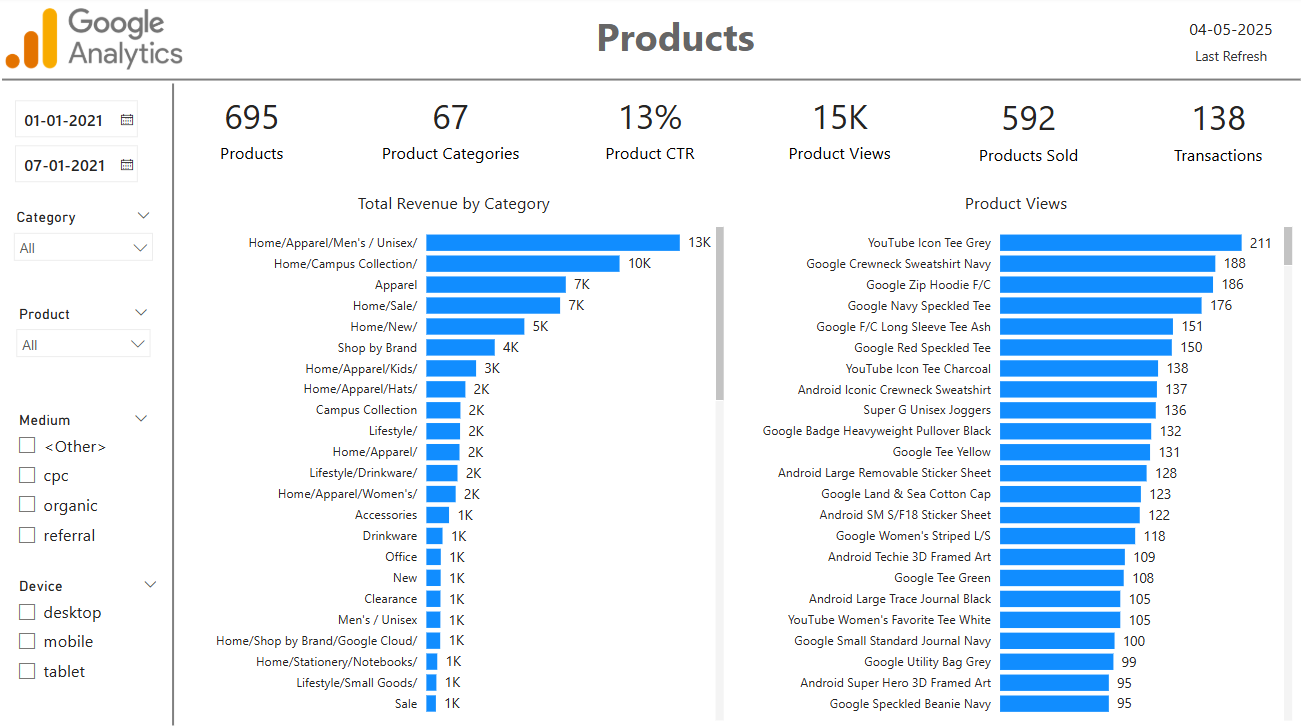 Google
Analytics
Products
04-05-2025
Last Refresh
01-01-2021
07-01-2021
Category
All
Product
All
Medium
<Other>
cpc
organic
referral
Device
desktop
mobile
tablet
695
Products
67
Product Categories
13%
Product CTR
15K
Product Views
592
Products Sold
138
Transactions
Total Revenue by Category
Home/Apparel/Men's / Unisex/ 13K
Home/Campus Collection/ 10K
Apparel 7K
Home/Sale/ 7K
Home/New/ 5K
Shop by Brand 4K
Home/Apparel/Kids/ 3K
Home/Apparel/Hats/ 2K
Campus Collection 2K
Lifestyle/ 2K
Home/Apparel/ 2K
Lifestyle/Drinkware/ 2K
Home/Apparel/Women's/ 2K
Accessories 1K
Drinkware 1K
Office 1K
New 1K
Clearance 1K
Men's / Unisex 1K
Home/Shop by Brand/Google Cloud/ 1K
Home/Stationery/Notebooks/ 1K
Lifestyle/Small Goods/ 1K
Sale 1K
Product Views
YouTube Icon Tee Grey 211
Google Crewneck Sweatshirt Navy 188
Google Zip Hoodie F/C 186
Google Navy Speckled Tee 176
Google F/C Long Sleeve Tee Ash 151
Google Red Speckled Tee 150
YouTube Icon Tee Charcoal 138
Android Iconic Crewneck Sweatshirt 137
Super G Unisex Joggers 136
Google Badge Heavyweight Pullover Black 132
Google Tee Yellow 131
Android Large Removable Sticker Sheet 128
Google Land & Sea Cotton Cap 123
Android SM S/F18 Sticker Sheet 122
Google Women's Striped L/S 118
Android Techie 3D Framed Art 109
Google Tee Green 108
Android Large Trace Journal Black 105
YouTube Women's Favorite Tee White 105
Google Small Standard Journal Navy 100
Google Utility Bag Grey 99
Android Super Hero 3D Framed Art 95
Google Speckled Beanie Navy 95